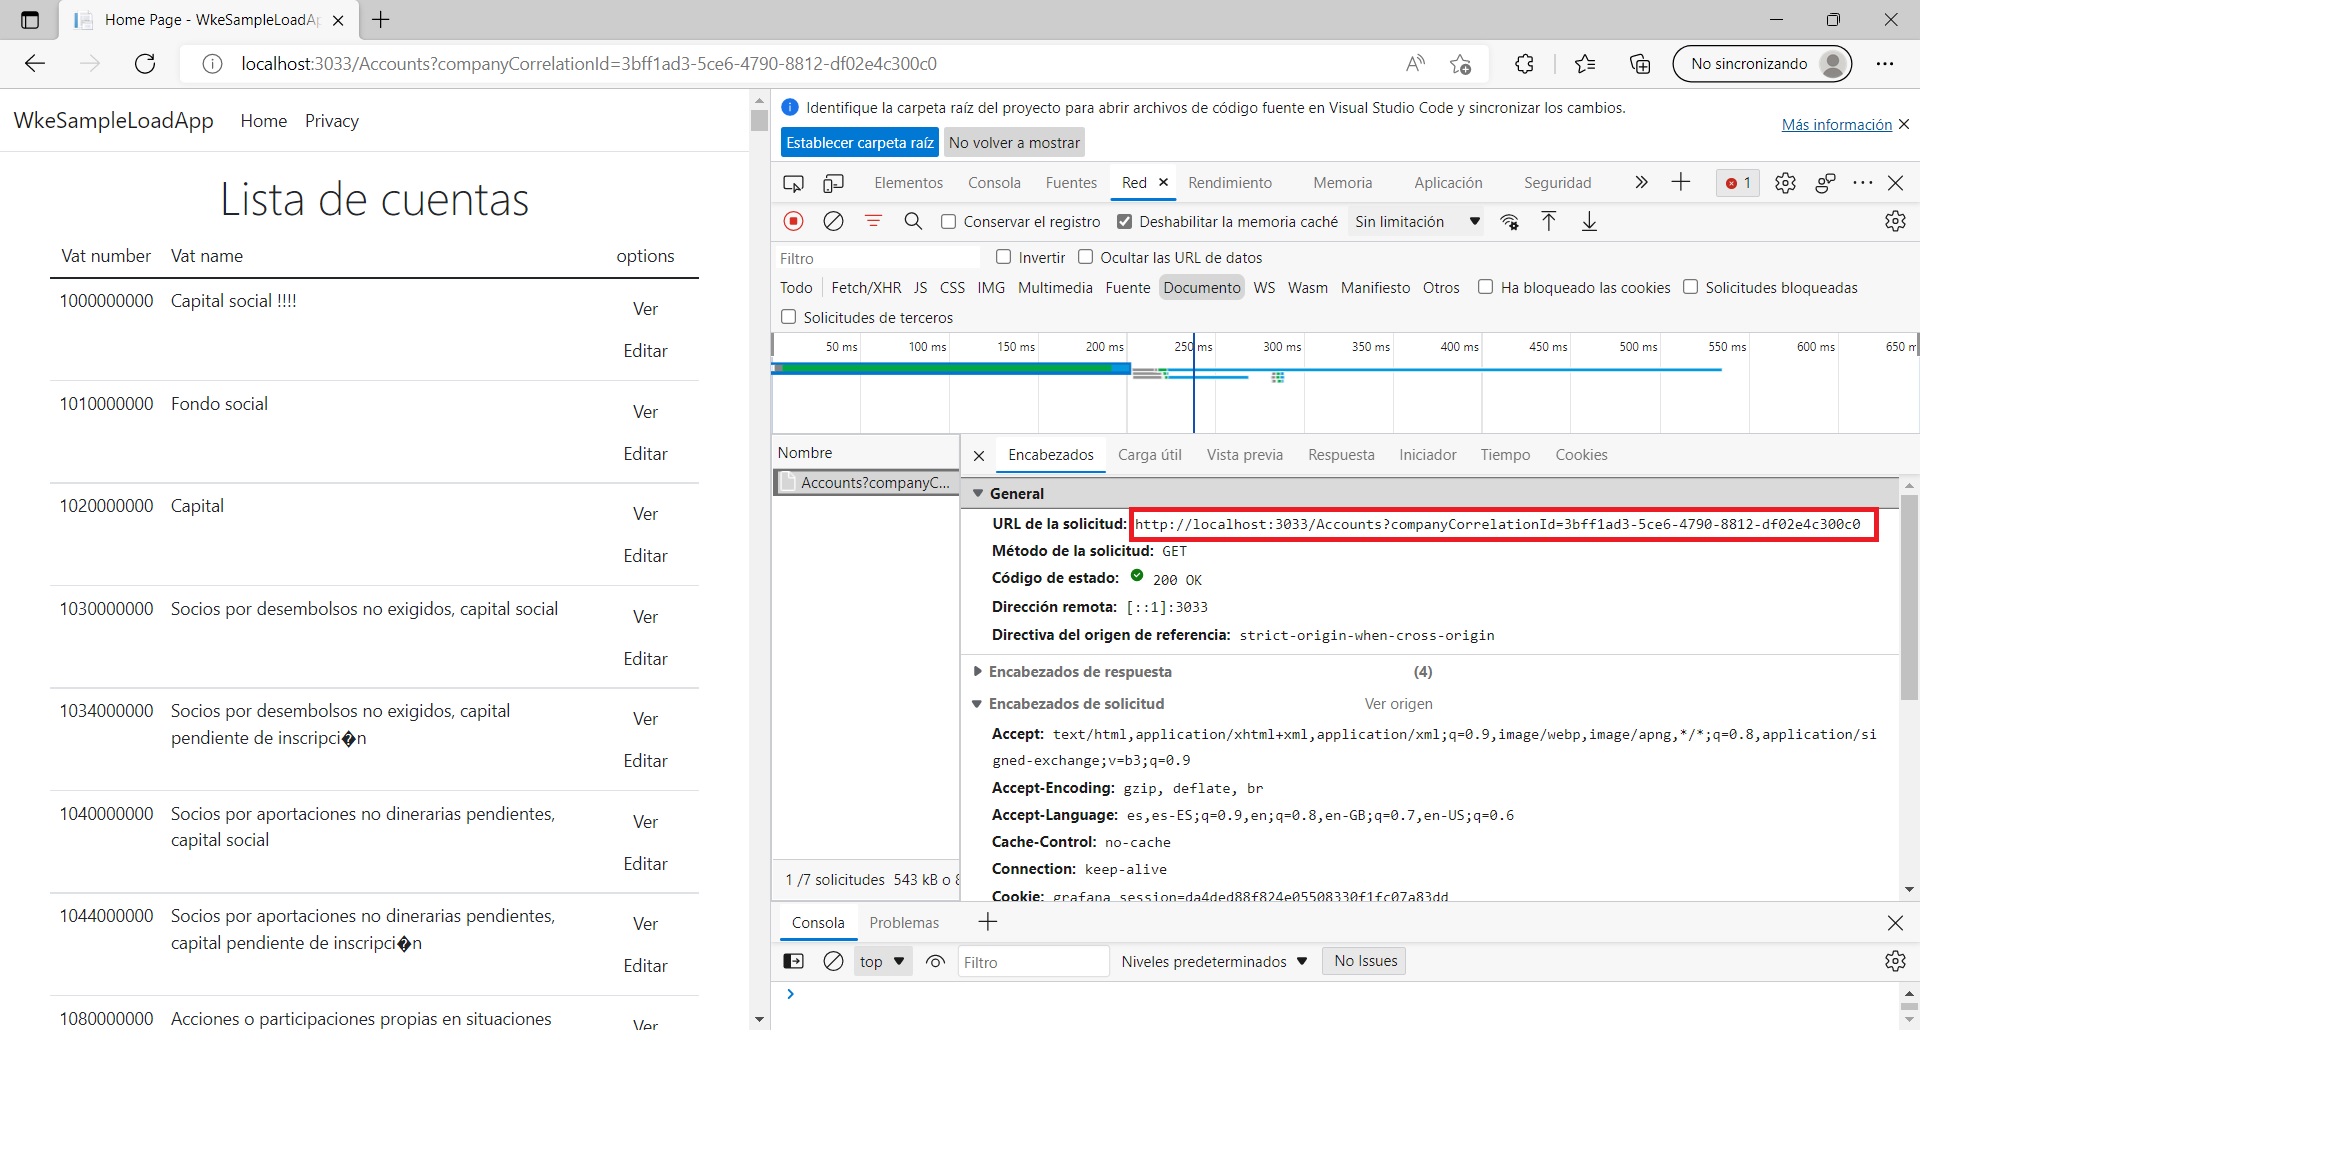 Home Page - WkeSampleLoadAp
localhost:3033/Accounts?companyCorrelationId=3bff1ad3-5ce6-4790-8812-df02e4c300c0
No sincronizando
WkeSampleLoadApp Home Privacy
Lista de cuentas
Vat number Vat name options
1000000000 Capital social !!!!
Ver
Editar
1010000000 Fondo social
Ver
Editar
1020000000 Capital
Ver
Editar
1030000000 Socios por desembolsos no exigidos, capital social
Ver
Editar
1034000000 Socios por desembolsos no exigidos, capital
pendiente de inscripci�n
Ver
Editar
1040000000 Socios por aportaciones no dinerarias pendientes,
capital social
Ver
Editar
1044000000 Socios por aportaciones no dinerarias pendientes,
capital pendiente de inscripci�n
Ver
Editar
1080000000 Acciones o participaciones propias en situaciones
Ver
Identifique la carpeta raíz del proyecto para abrir archivos de código fuente en Visual Studio Code y sincronizar los cambios.
Más información
Establecer carpeta raíz No volver a mostrar
Elementos Consola Fuentes Red Rendimiento Memoria Aplicación Seguridad 1
Conservar el registro Deshabilitar la memoria caché Sin limitación
Filtro Invertir Ocultar las URL de datos
Todo Fetch/XHR JS CSS IMG Multimedia Fuente Documento WS Wasm Manifiesto Otros Ha bloqueado las cookies Solicitudes bloqueadas
Solicitudes de terceros
50 ms 100 ms 150 ms 200 ms 250 ms 300 ms 350 ms 400 ms 450 ms 500 ms 550 ms 600 ms 650 m
Nombre
Accounts?companyC...
1 /7 solicitudes 543 kB o
Encabezados Carga útil Vista previa Respuesta Iniciador Tiempo Cookies
General
URL de la solicitud: http://localhost:3033/Accounts?companyCorrelationId=3bff1ad3-5ce6-4790-8812-df02e4c300c0
Método de la solicitud: GET
Código de estado: 200 OK
Dirección remota: [::1]:3033
Directiva del origen de referencia: strict-origin-when-cross-origin
Encabezados de respuesta (4)
Encabezados de solicitud Ver origen
Accept: text/html,application/xhtml+xml,application/xml;q=0.9,image/webp,image/apng,*/*;q=0.8,application/si
gned-exchange;v=b3;q=0.9
Accept-Encoding: gzip, deflate, br
Accept-Language: es,es-ES;q=0.9,en;q=0.8,en-GB;q=0.7,en-US;q=0.6
Cache-Control: no-cache
Connection: keep-alive
Cookie: grafana_session=da4ded88f824e05508330f1fc07a83dd
Consola Problemas
top Filtro Niveles predeterminados No Issues